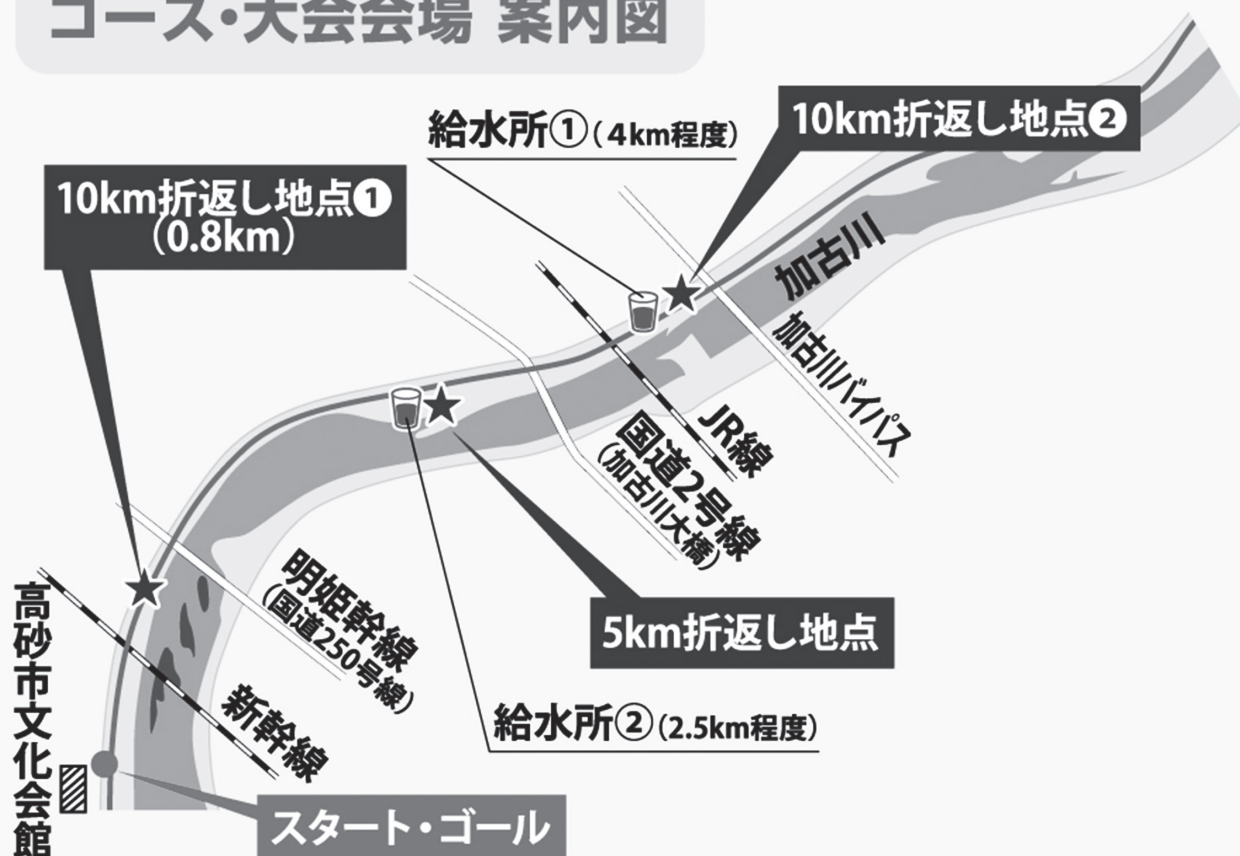 コース・大会会場 案内図
給水所①(4km程度)
10km折返し地点❷
10km折返し地点❶
(0.8km)
加古川
加古川バイパス
JR線
国道2号線
(加古川大橋)
明姫幹線
(国道250号線)
新幹線
5km折返し地点
給水所②(2.5km程度)
高砂市文化会館
スタート・ゴール